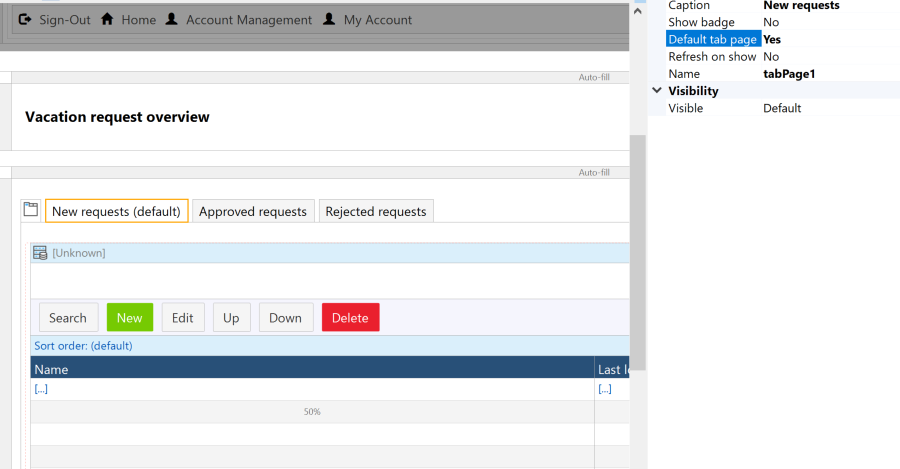 Sign-Out Home Account Management My Account
Auto-fill
Vacation request overview
Auto-fill
New requests (default) Approved requests Rejected requests
[Unknown]
Search New Edit Up Down Delete
Sort order: (default)
Name Last
[...] [...]
50%
Caption New requests
Show badge No
Default tab page Yes
Refresh on show No
Name tabPage1
Visibility
Visible Default